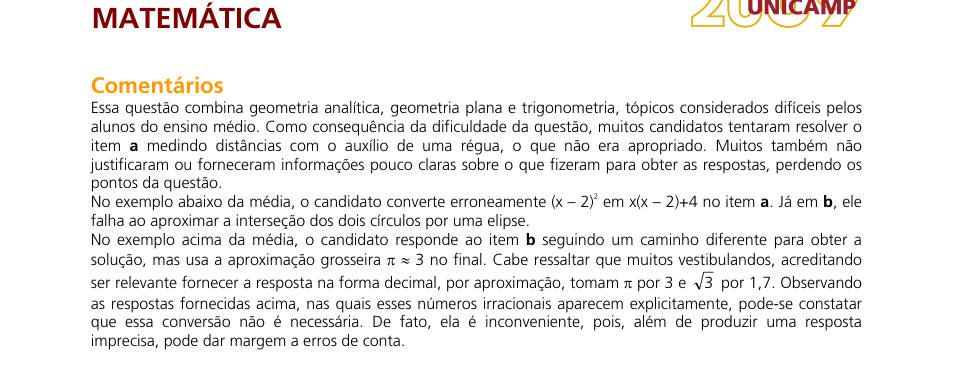 MATEMÁTICA
2009
UNICAMP
Comentários
Essa questão combina geometria analítica, geometria plana e trigonometria, tópicos considerados difíceis pelos
alunos do ensino médio. Como consequência da dificuldade da questão, muitos candidatos tentaram resolver o
item a medindo distâncias com o auxílio de uma régua, o que não era apropriado. Muitos também não
justificaram ou forneceram informações pouco claras sobre o que fizeram para obter as respostas, perdendo os
pontos da questão.
No exemplo abaixo da média, o candidato converte erroneamente (x – 2)² em x(x – 2)+4 no item a. Já em b, ele
falha ao aproximar a interseção dos dois círculos por uma elipse.
No exemplo acima da média, o candidato responde ao item b seguindo um caminho diferente para obter a
solução, mas usa a aproximação grosseira π ≈ 3 no final. Cabe ressaltar que muitos vestibulandos, acreditando
ser relevante fornecer a resposta na forma decimal, por aproximação, tomam π por 3 e √3 por 1,7. Observando
as respostas fornecidas acima, nas quais esses números irracionais aparecem explicitamente, pode-se constatar
que essa conversão não é necessária. De fato, ela é inconveniente, pois, além de produzir uma resposta
imprecisa, pode dar margem a erros de conta.